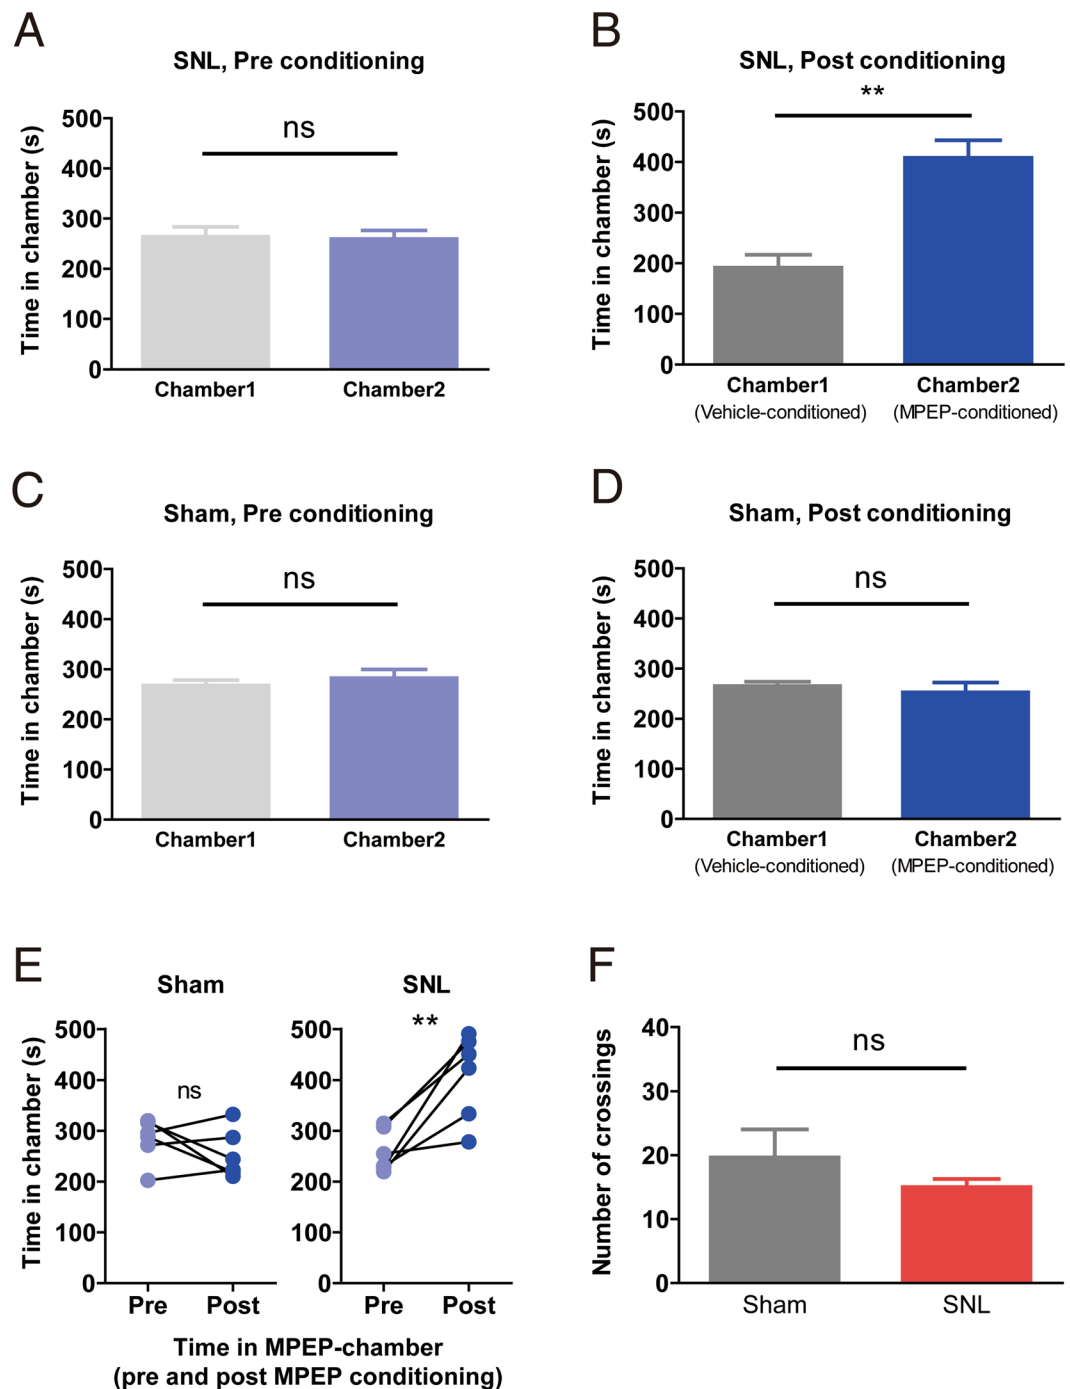 A
SNL, Pre conditioning
ns
Time in chamber (s)
500
400
300
200
100
0
Chamber1
Chamber2
B
SNL, Post conditioning
**
Time in chamber (s)
500
400
300
200
100
0
Chamber1
(Vehicle-conditioned)
Chamber2
(MPEP-conditioned)
C
Sham, Pre conditioning
ns
Time in chamber (s)
500
400
300
200
100
0
Chamber1
Chamber2
D
Sham, Post conditioning
ns
Time in chamber (s)
500
400
300
200
100
0
Chamber1
(Vehicle-conditioned)
Chamber2
(MPEP-conditioned)
E
Sham
ns
Time in chamber (s)
500
400
300
200
100
0
Pre
Post
SNL
**
500
400
300
200
100
0
Pre
Post
Time in MPEP-chamber
(pre and post MPEP conditioning)
F
ns
Number of crossings
40
30
20
10
0
Sham
SNL